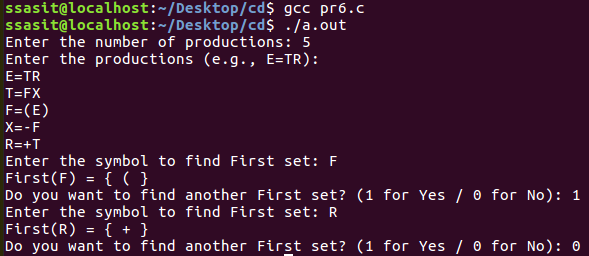 ssasit@localhost:~/Desktop/cd$ gcc pr6.c
ssasit@localhost:~/Desktop/cd$ ./a.out
Enter the number of productions: 5
Enter the productions (e.g., E=TR):
E=TR
T=FX
F=(E)
X=-F
R=+T
Enter the symbol to find First set: F
First(F) = { ( }
Do you want to find another First set? (1 for Yes / 0 for No): 1
Enter the symbol to find First set: R
First(R) = { + }
Do you want to find another First set? (1 for Yes / 0 for No): 0